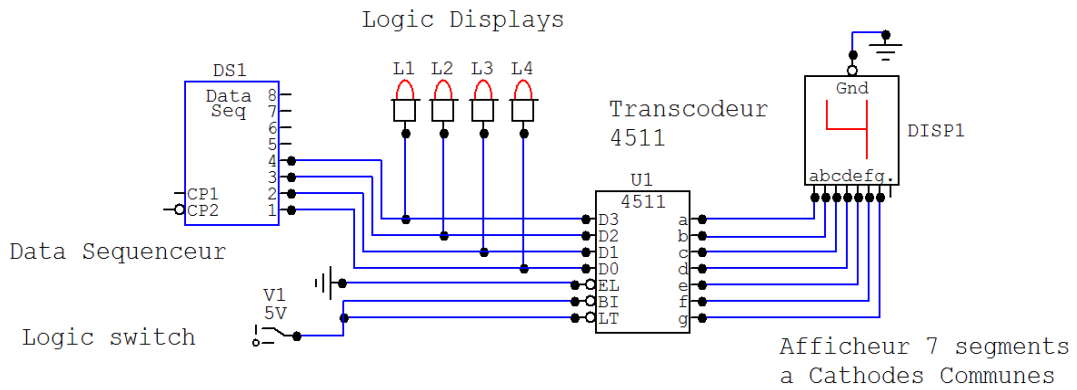 Logic Displays
DS1
Data
Seq
8
7
6
5
4
3
2
1
CP1
CP2
L1 L2 L3 L4
Transcodeur
4511
Gnd
DISP1
abcdefg.
U1
4511
D3
D2
D1
D0
EL
BI
LT
a
b
c
d
e
f
g
Data Sequenceur
V1
5V
Logic switch
Afficheur 7 segments
a Cathodes Communes